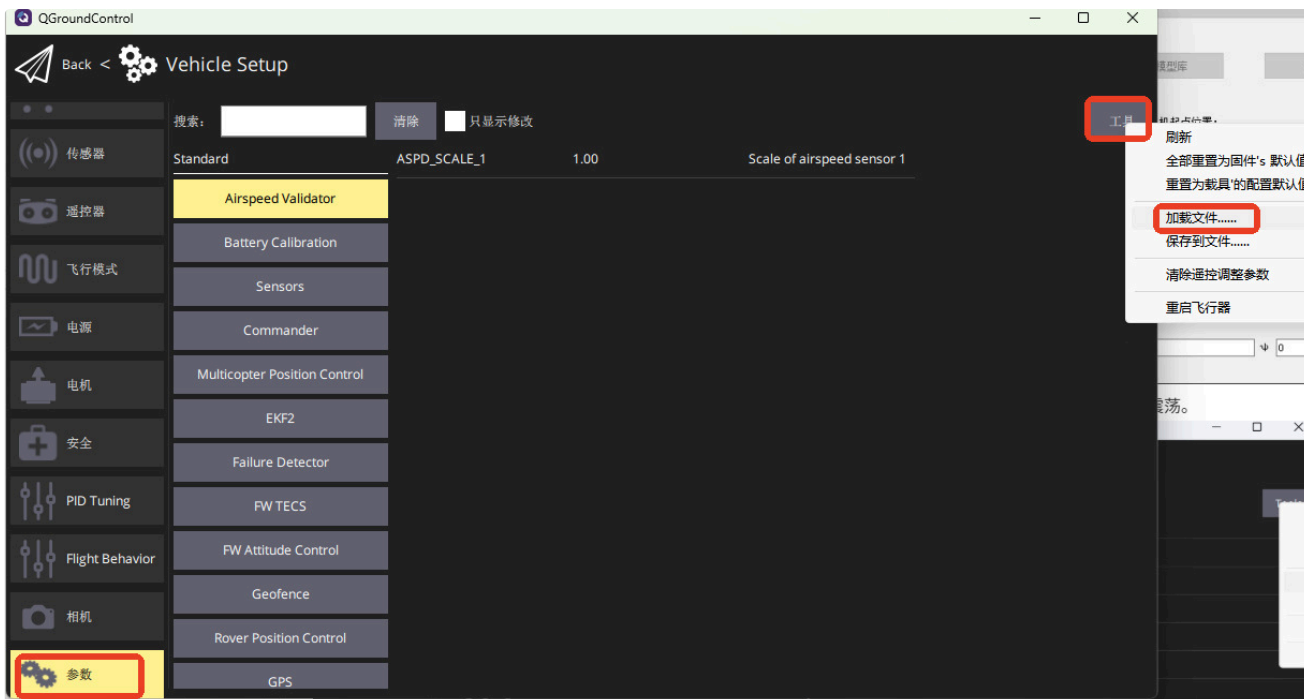 QGroundControl
Back < Vehicle Setup
模型库
搜索： 清除 只显示修改 工具
刷新
全部重置为固件's 默认值
重置为载具'的配置默认值
加载文件......
保存到文件......
清除遥控调整参数
重启飞行器
传感器
遥控器
飞行模式
电源
电机
安全
PID Tuning
Flight Behavior
相机
参数
Standard
Airspeed Validator
Battery Calibration
Sensors
Commander
Multicopter Position Control
EKF2
Failure Detector
FW TECS
FW Attitude Control
Geofence
Rover Position Control
GPS
ASPD_SCALE_1 1.00 Scale of airspeed sensor 1
ψ 0
震荡。